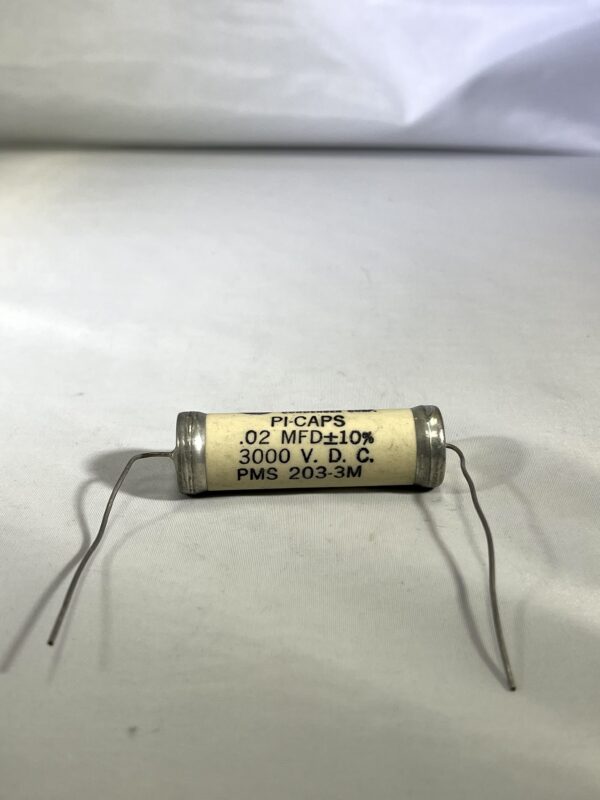 PI-CAPS
.02 MFD±10%
3000 V. D. C.
PMS 203-3M